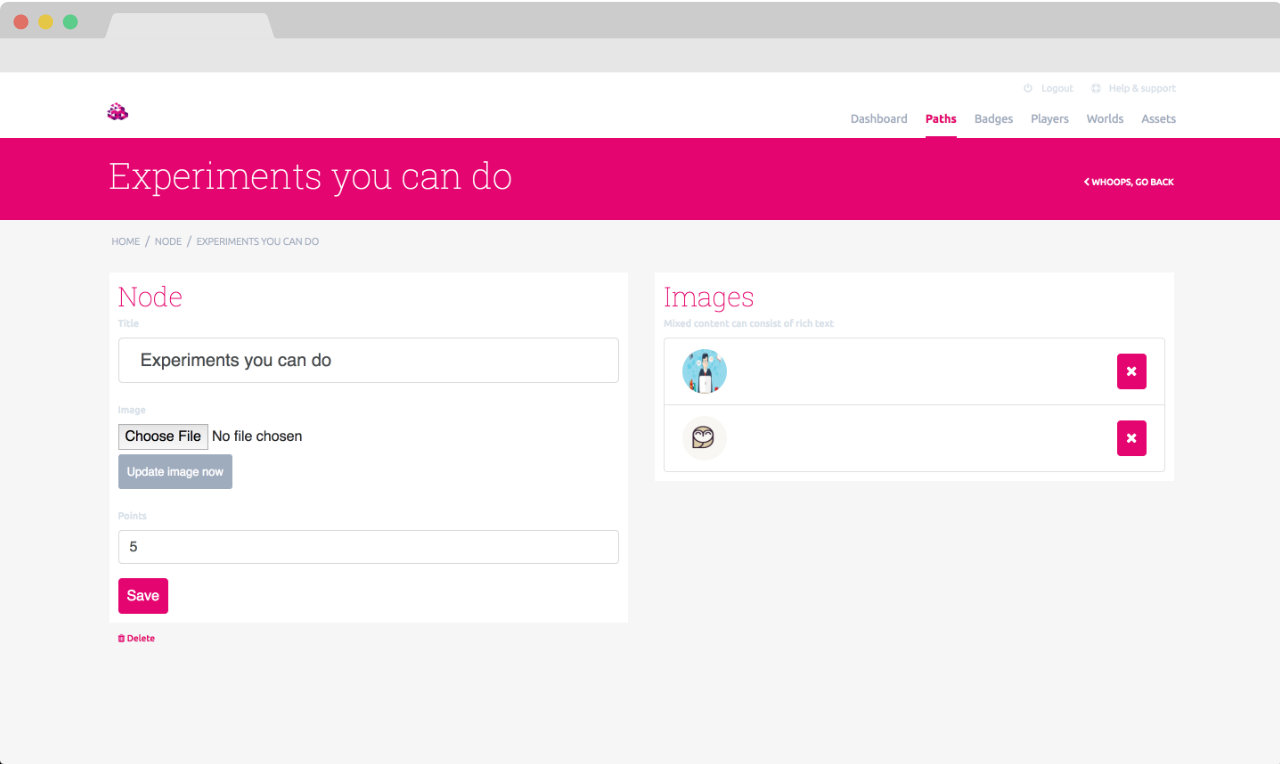 Logout Help & support
Dashboard Paths Badges Players Worlds Assets
Experiments you can do
WHOOPS, GO BACK
HOME / NODE / EXPERIMENTS YOU CAN DO
Node
Title
Experiments you can do
Image
Choose File No file chosen
Update image now
Points
5
Save
Delete
Images
Mixed content can consist of rich text